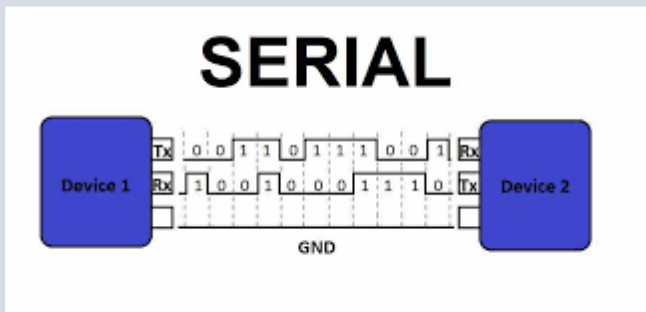 SERIAL
Tx 0 0 1 1 0 1 1 1 0 0 1 Rx
Device 1 Rx 1 0 0 1 0 0 0 1 1 1 0 Tx Device 2
GND